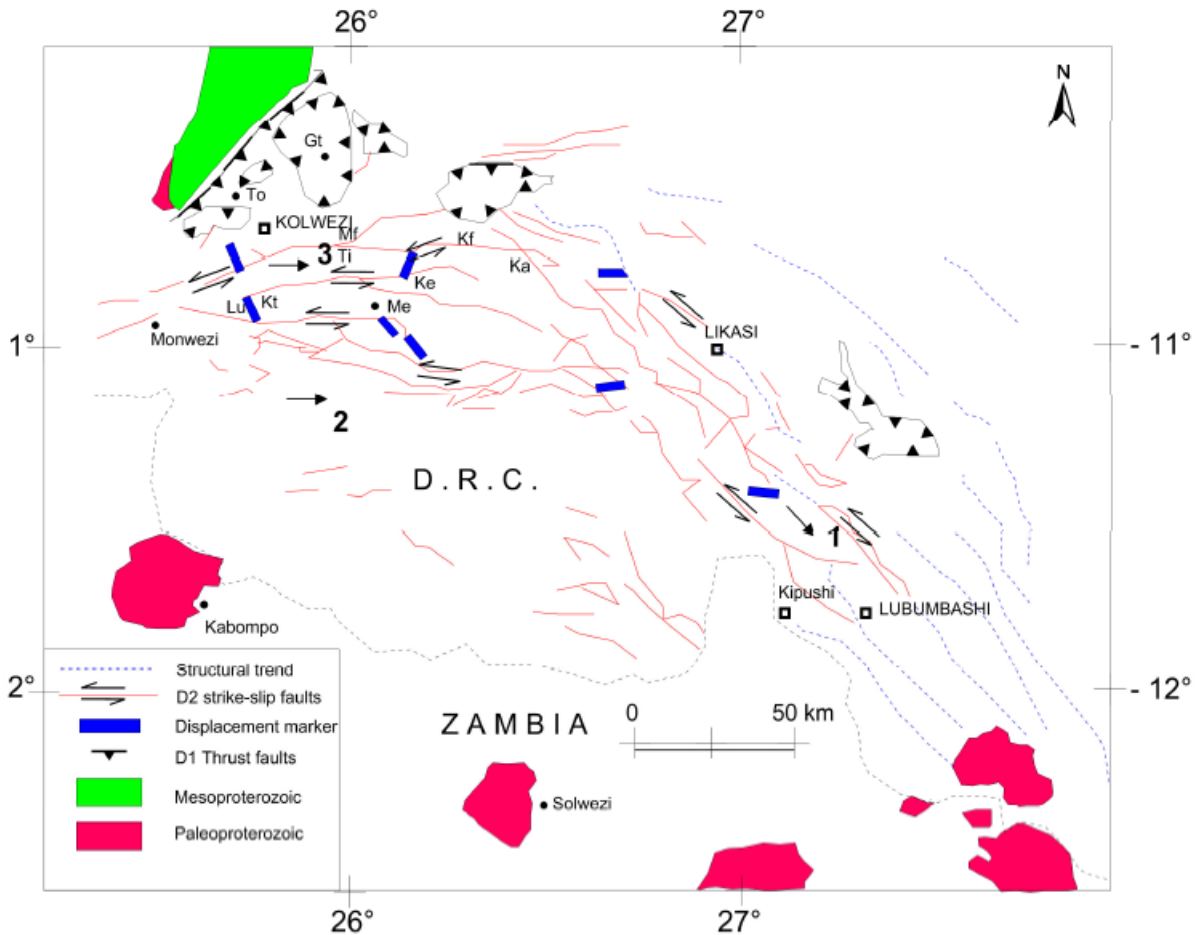 26°
27°
N
Gt
To
KOLWEZI
Mf
3
Ti
Kf
Ka
Ke
Lu
Kt
Me
Monwezi
LIKASI
1°
- 11°
2
D.R.C.
1
Kipushi
LUBUMBASHI
Kabompo
Structural trend
D2 strike-slip faults
Displacement marker
D1 Thrust faults
Mesoproterozoic
Paleoproterozoic
2°
- 12°
0
50 km
ZAMBIA
Solwezi
26°
27°